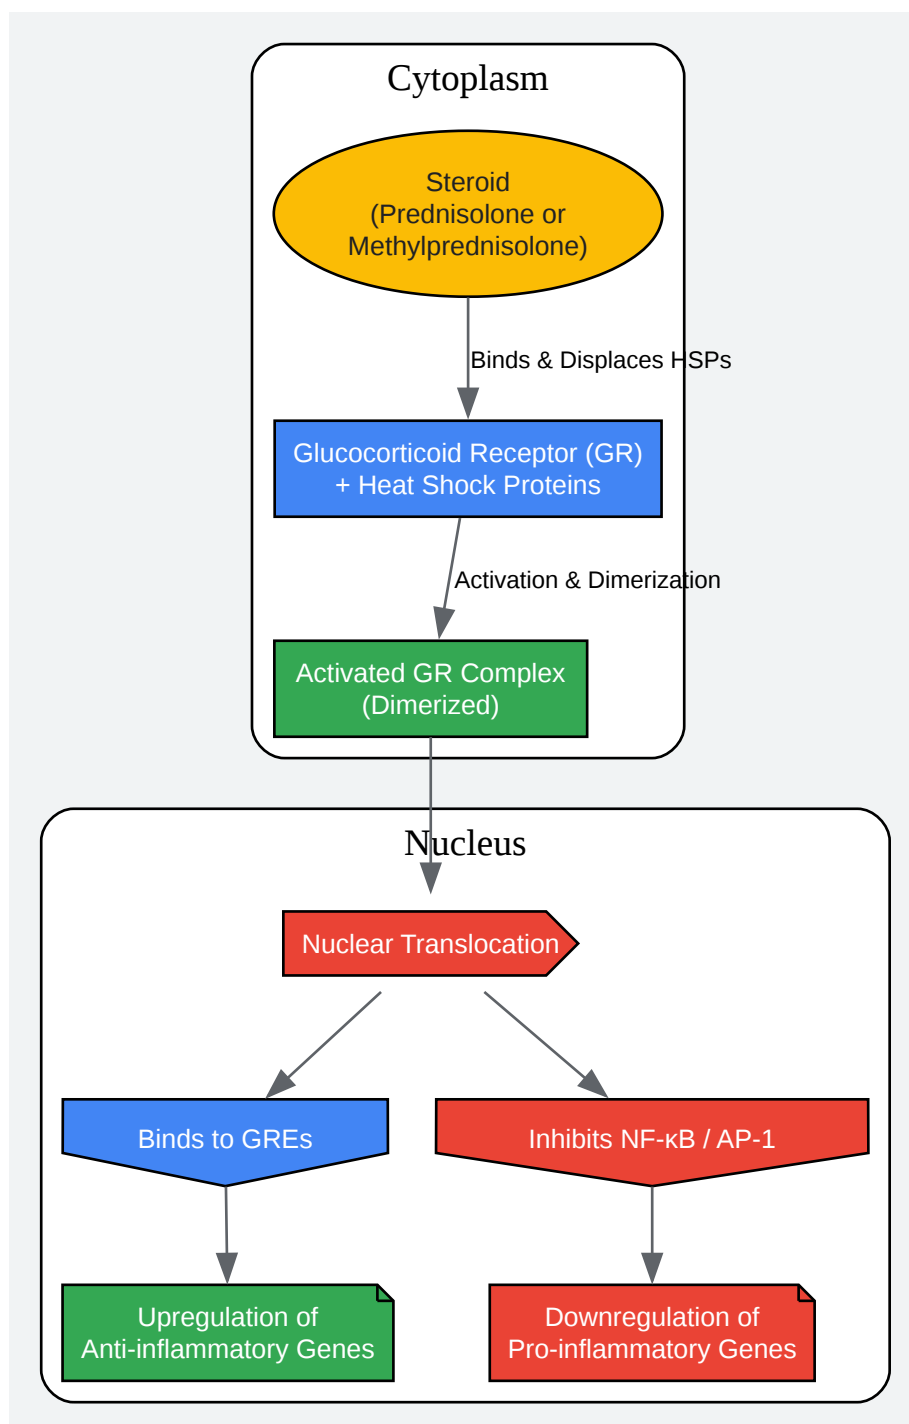 Cytoplasm
Steroid
(Prednisolone or
Methylprednisolone)
Binds & Displaces HSPs
Glucocorticoid Receptor (GR)
+ Heat Shock Proteins
Activation & Dimerization
Activated GR Complex
(Dimerized)
Nucleus
Nuclear Translocation
Binds to GREs
Inhibits NF-κB / AP-1
Upregulation of
Anti-inflammatory Genes
Downregulation of
Pro-inflammatory Genes